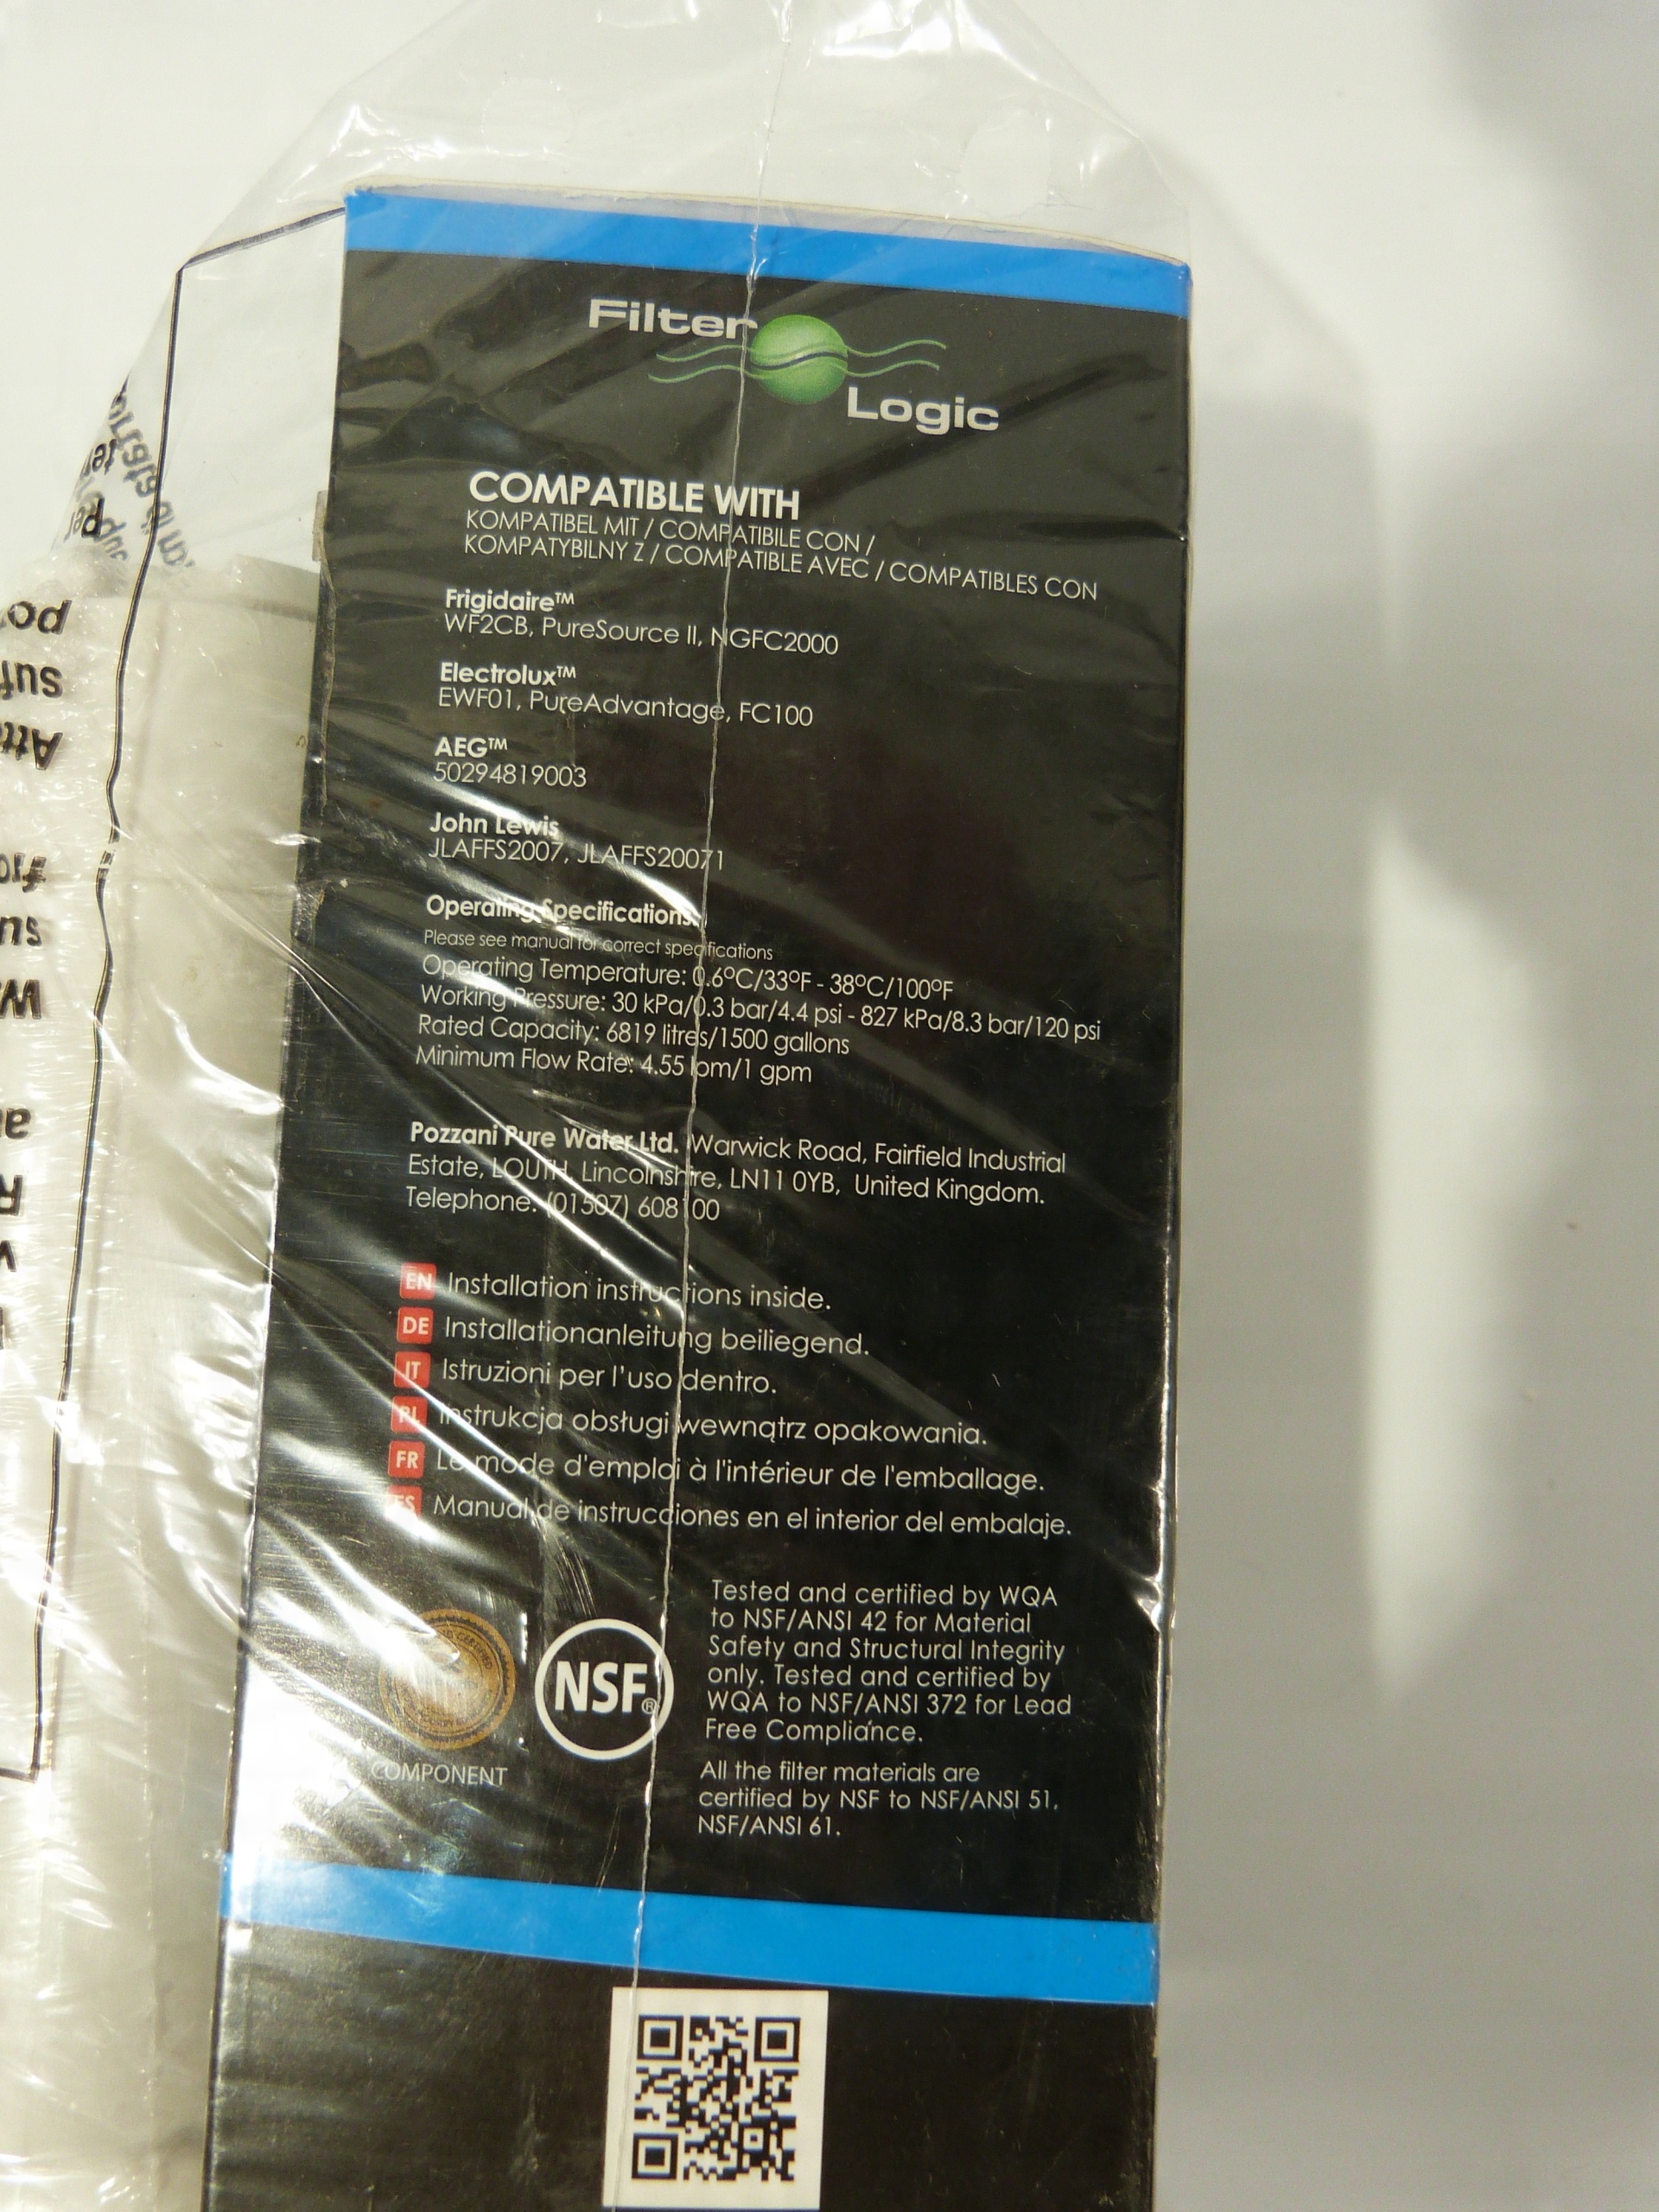 Filter
Logic
COMPATIBLE WITH
KOMPATIBEL MIT / COMPATIBILE CON /
KOMPATYBILNY Z / COMPATIBLE AVEC / COMPATIBLES CON
Frigidaire™
WF2CB, PureSource II, NGFC2000
Electrolux™
EWF01, PureAdvantage, FC100
AEG™
50294819003
John Lewis
JLAFFS2007, JLAFFS20071
Operating Specifications
Please see manual for correct specifications
Operating Temperature: 0.6ºC/33ºF - 38ºC/100ºF
Working Pressure: 30 kPa/0.3 bar/4.4 psi - 827 kPa/8.3 bar/120 psi
Rated Capacity: 6819 litres/1500 gallons
Minimum Flow Rate: 4.55 lpm/1 gpm
Pozzani Pure Water Ltd. Warwick Road, Fairfield Industrial
Estate, LOUTH, Lincolnshire, LN11 0YB, United Kingdom.
Telephone: (01507) 608100
EN Installation instructions inside.
DE Installationanleitung beiliegend.
IT Istruzioni per l'uso dentro.
PL Instrukcja obsługi wewnątrz opakowania.
FR Le mode d'emploi à l'intérieur de l'emballage.
ES Manual de instrucciones en el interior del embalaje.
Tested and certified by WQA
to NSF/ANSI 42 for Material
Safety and Structural Integrity
only. Tested and certified by
WQA to NSF/ANSI 372 for Lead
Free Compliance.
NSF®
COMPONENT
All the filter materials are
certified by NSF to NSF/ANSI 51,
NSF/ANSI 61.